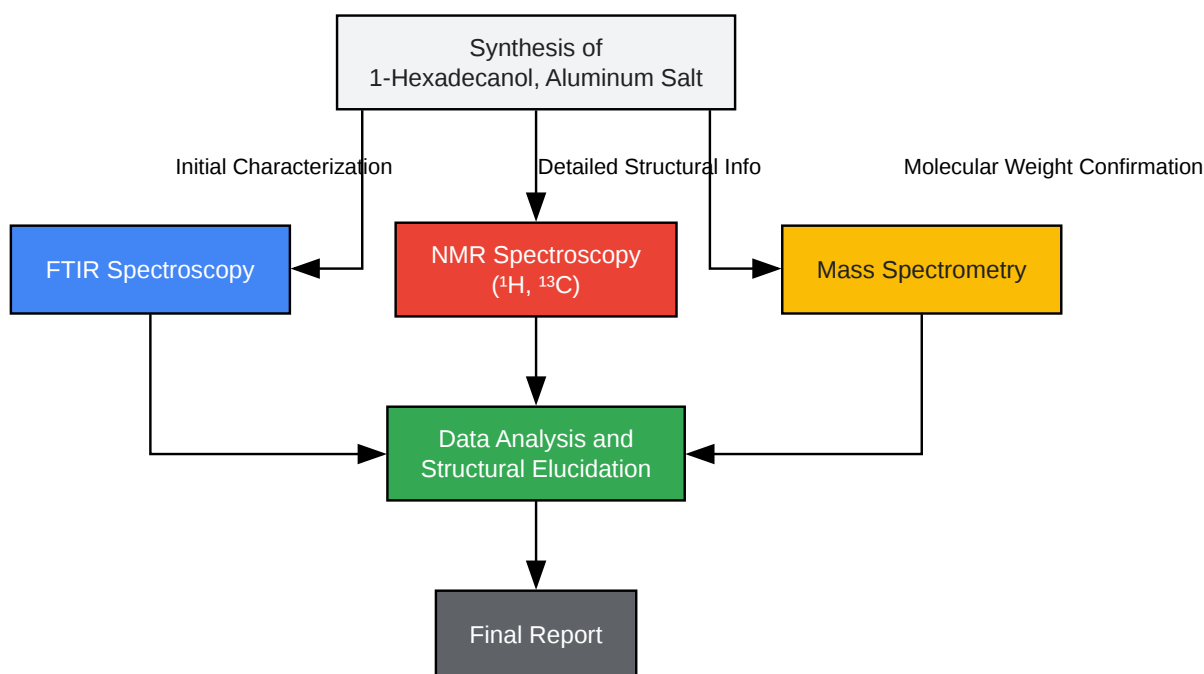 Synthesis of
1-Hexadecanol, Aluminum Salt
Initial Characterization
Detailed Structural Info
Molecular Weight Confirmation
FTIR Spectroscopy
NMR Spectroscopy
(¹H, ¹³C)
Mass Spectrometry
Data Analysis and
Structural Elucidation
Final Report